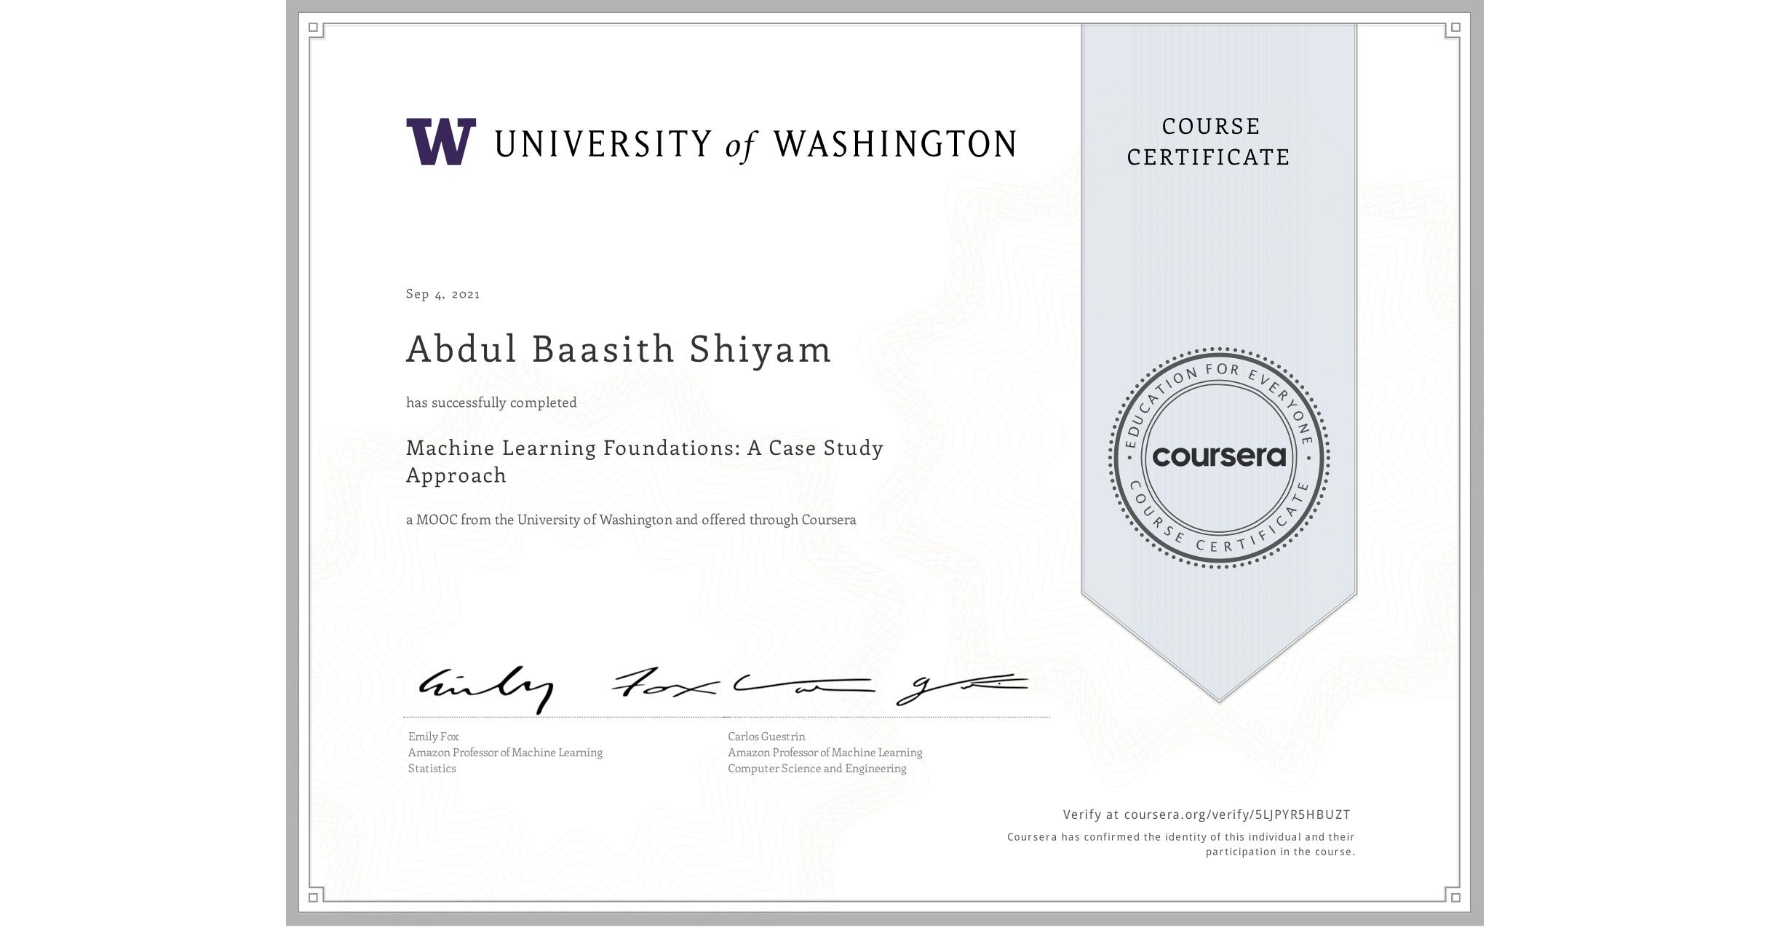 W UNIVERSITY of WASHINGTON
COURSE
CERTIFICATE
Sep 4, 2021
Abdul Baasith Shiyam
has successfully completed
Machine Learning Foundations: A Case Study
Approach
a MOOC from the University of Washington and offered through Coursera
EDUCATION FOR EVERYONE
coursera
COURSE CERTIFICATE
Emily Fox
Emily Fox
Amazon Professor of Machine Learning
Statistics
Carlos Guestrin
Amazon Professor of Machine Learning
Computer Science and Engineering
Verify at coursera.org/verify/5LJPYR5HBUZT
Coursera has confirmed the identity of this individual and their
participation in the course.